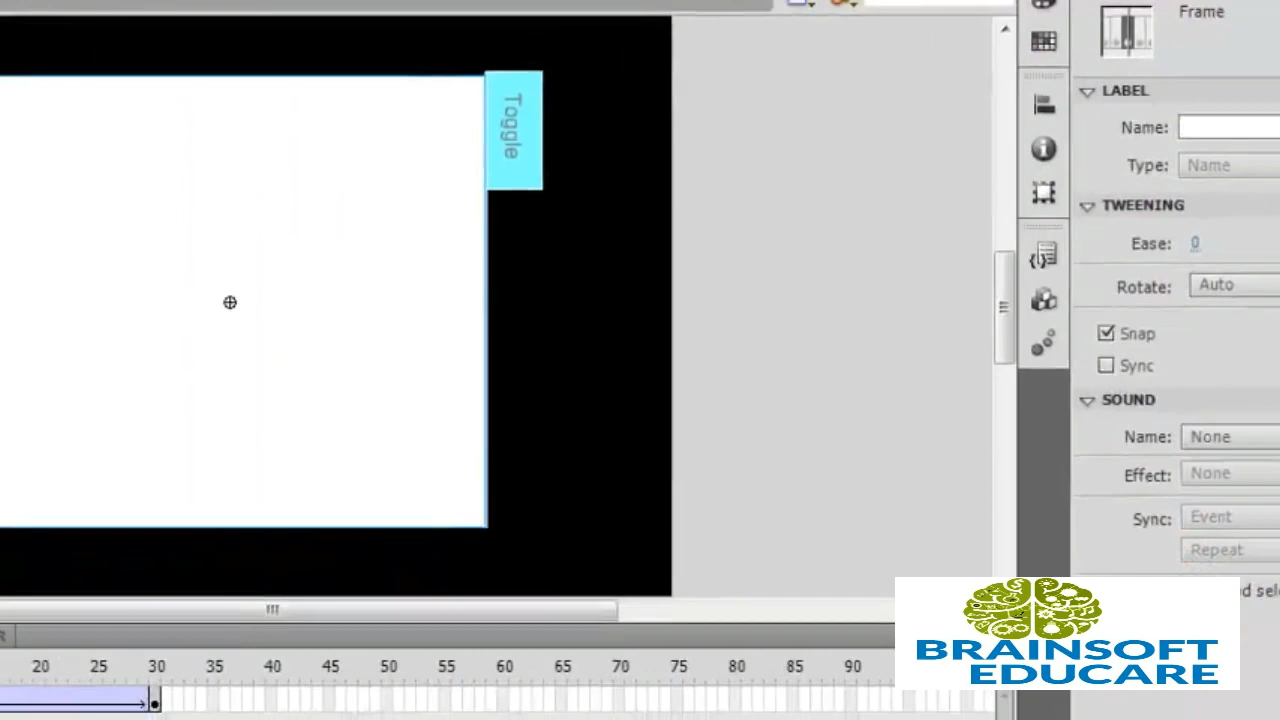 Frame
LABEL
Name:
Type: Name
TWEENING
Ease: 0
Rotate: Auto
Snap
Sync
SOUND
Name: None
Effect: None
Sync: Event
Repeat
Toggle
20 25 30 35 40 45 50 55 60 65 70 75 80 85 90
BRAINSOFT
EDUCARE